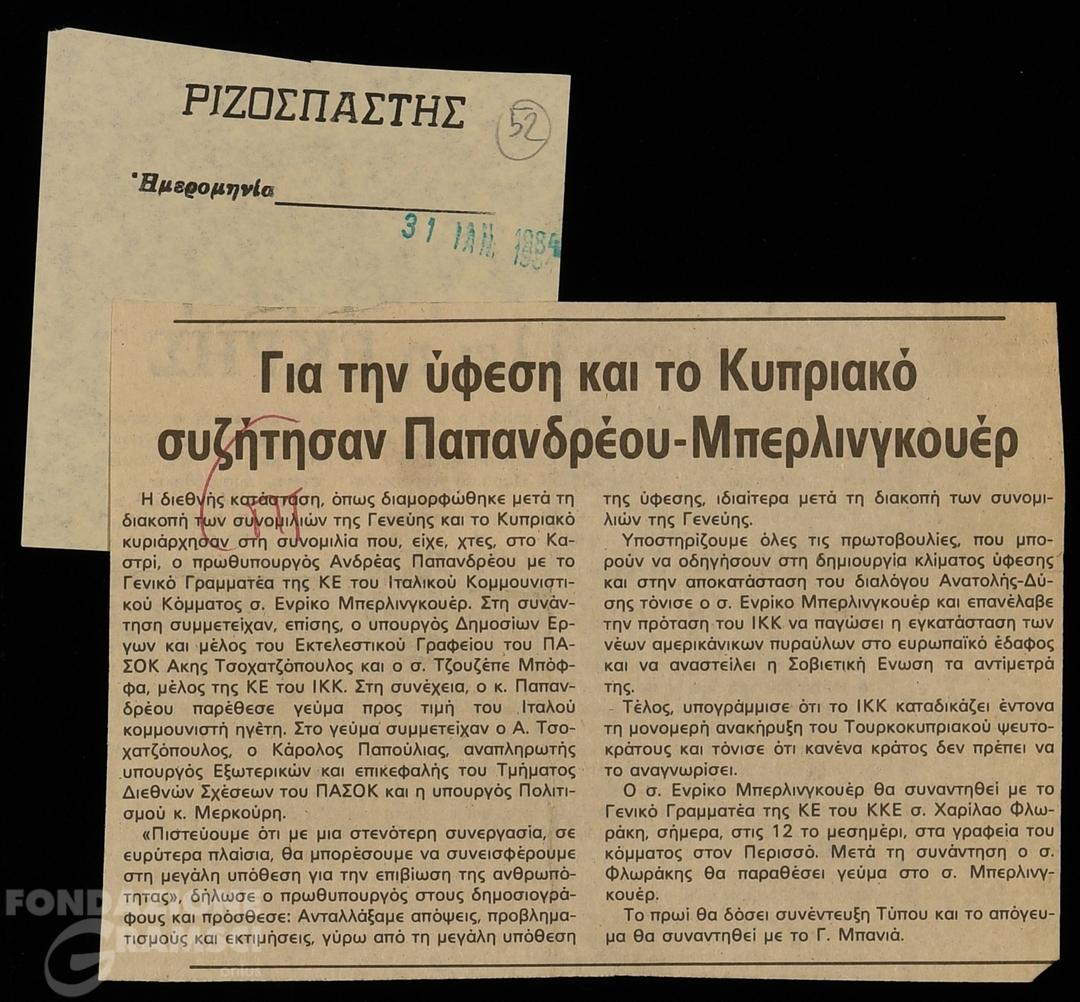 ΡΙΖΟΣΠΑΣΤΗΣ
52
Ἡμερομηνία
31 ΙΑΝ. 1984
Για την ύφεση και το Κυπριακό
συζήτησαν Παπανδρέου-Μπερλινγκουέρ
Η διεθνής κατάσταση, όπως διαμορφώθηκε μετά τη
διακοπή των συνομιλιών της Γενεύης και το Κυπριακό
κυριάρχησαν στη συνομιλία που, είχε, χτες, στο Κα-
στρί, ο πρωθυπουργός Ανδρέας Παπανδρέου με το
Γενικό Γραμματέα της ΚΕ του Ιταλικού Κομμουνιστι-
κού Κόμματος σ. Ενρίκο Μπερλινγκουέρ. Στη συνάν-
τηση συμμετείχαν, επίσης, ο υπουργός Δημοσίων Ερ-
γων και μέλος του Εκτελεστικού Γραφείου του ΠΑ-
ΣΟΚ Ακης Τσοχατζόπουλος και ο σ. Τζουζέπε Μπόφ-
φα, μέλος της ΚΕ του ΙΚΚ. Στη συνέχεια, ο κ. Παπαν-
δρέου παρέθεσε γεύμα προς τιμή του Ιταλού
κομμουνιστή ηγέτη. Στο γεύμα συμμετείχαν ο Α. Τσο-
χατζόπουλος, ο Κάρολος Παπούλιας, αναπληρωτής
υπουργός Εξωτερικών και επικεφαλής του Τμήματος
Διεθνών Σχέσεων του ΠΑΣΟΚ και η υπουργός Πολιτι-
σμού κ. Μερκούρη.
«Πιστεύουμε ότι με μια στενότερη συνεργασία, σε
ευρύτερα πλαίσια, θα μπορέσουμε να συνεισφέρουμε
στη μεγάλη υπόθεση για την επιβίωση της ανθρωπό-
τητας», δήλωσε ο πρωθυπουργός στους δημοσιογρά-
φους και πρόσθεσε: Ανταλλάξαμε απόψεις, προβλημα-
τισμούς και εκτιμήσεις, γύρω από τη μεγάλη υπόθεση
της ύφεσης, ιδιαίτερα μετά τη διακοπή των συνομι-
λιών της Γενεύης.
Υποστηρίζουμε όλες τις πρωτοβουλίες, που μπο-
ρούν να οδηγήσουν στη δημιουργία κλίματος ύφεσης
και στην αποκατάσταση του διαλόγου Ανατολής-Δύ-
σης τόνισε ο σ. Ενρίκο Μπερλινγκουέρ και επανέλαβε
την πρόταση του ΙΚΚ να παγώσει η εγκατάσταση των
νέων αμερικάνικων πυραύλων στο ευρωπαϊκό έδαφος
και να αναστείλει η Σοβιετική Ενωση τα αντίμετρά
της.
Τέλος, υπογράμμισε ότι το ΙΚΚ καταδικάζει έντονα
τη μονομερή ανακήρυξη του Τουρκοκυπριακού ψευτο-
κράτους και τόνισε ότι κανένα κράτος δεν πρέπει να
το αναγνωρίσει.
Ο σ. Ενρίκο Μπερλινγκουέρ θα συναντηθεί με το
Γενικό Γραμματέα της ΚΕ του ΚΚΕ σ. Χαρίλαο Φλω-
ράκη, σήμερα, στις 12 το μεσημέρι, στα γραφεία του
κόμματος στον Περισσό. Μετά τη συνάντηση ο σ.
Φλωράκης θα παραθέσει γεύμα στο σ. Μπερλινγ-
κουέρ.
Το πρωί θα δόσει συνέντευξη Τύπου και το απόγευ-
μα θα συναντηθεί με το Γ. Μπανιά.
FONDAZIONE
GRAMSCI
onlus